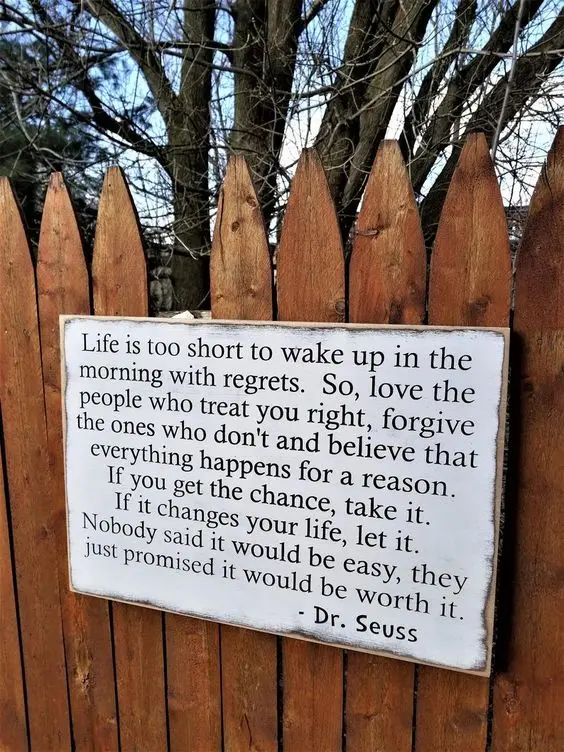 Life is too short to wake up in the
morning with regrets. So, love the
people who treat you right, forgive
the ones who don't and believe that
everything happens for a reason.
If you get the chance, take it.
If it changes your life, let it.
Nobody said it would be easy, they
just promised it would be worth it.
- Dr. Seuss